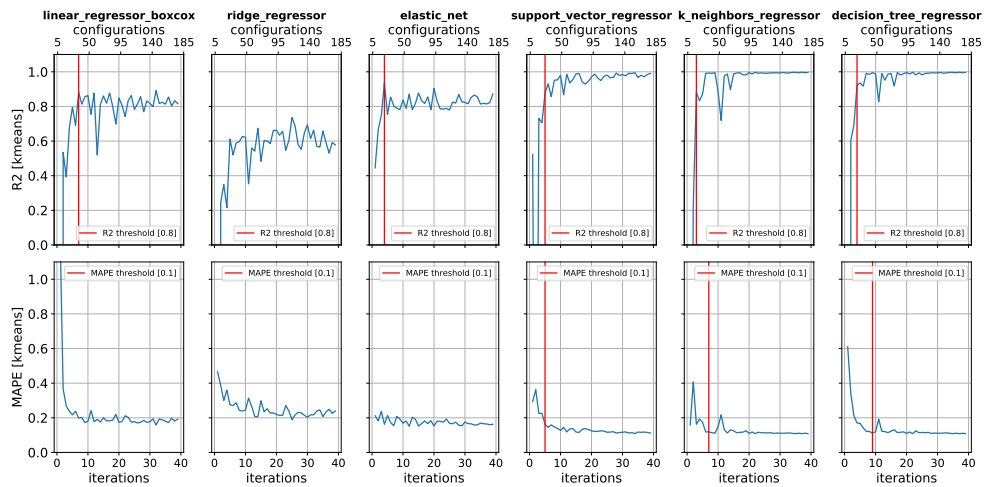 linear_regressor_boxcox ridge_regressor elastic_net support_vector_regressor k_neighbors_regressor decision_tree_regressor
configurations configurations configurations configurations configurations configurations
5 50 95 140 185 5 50 95 140 185 5 50 95 140 185 5 50 95 140 185 5 50 95 140 185 5 50 95 140 185
R2 [kmeans]
1.0
0.8
0.6
0.4
0.2
0.0
R2 threshold [0.8] R2 threshold [0.8] R2 threshold [0.8] R2 threshold [0.8] R2 threshold [0.8] R2 threshold [0.8]
MAPE [kmeans]
MAPE threshold [0.1] MAPE threshold [0.1] MAPE threshold [0.1] MAPE threshold [0.1] MAPE threshold [0.1] MAPE threshold [0.1]
1.0
0.8
0.6
0.4
0.2
0.0
0 10 20 30 40 0 10 20 30 40 0 10 20 30 40 0 10 20 30 40 0 10 20 30 40 0 10 20 30 40
iterations iterations iterations iterations iterations iterations